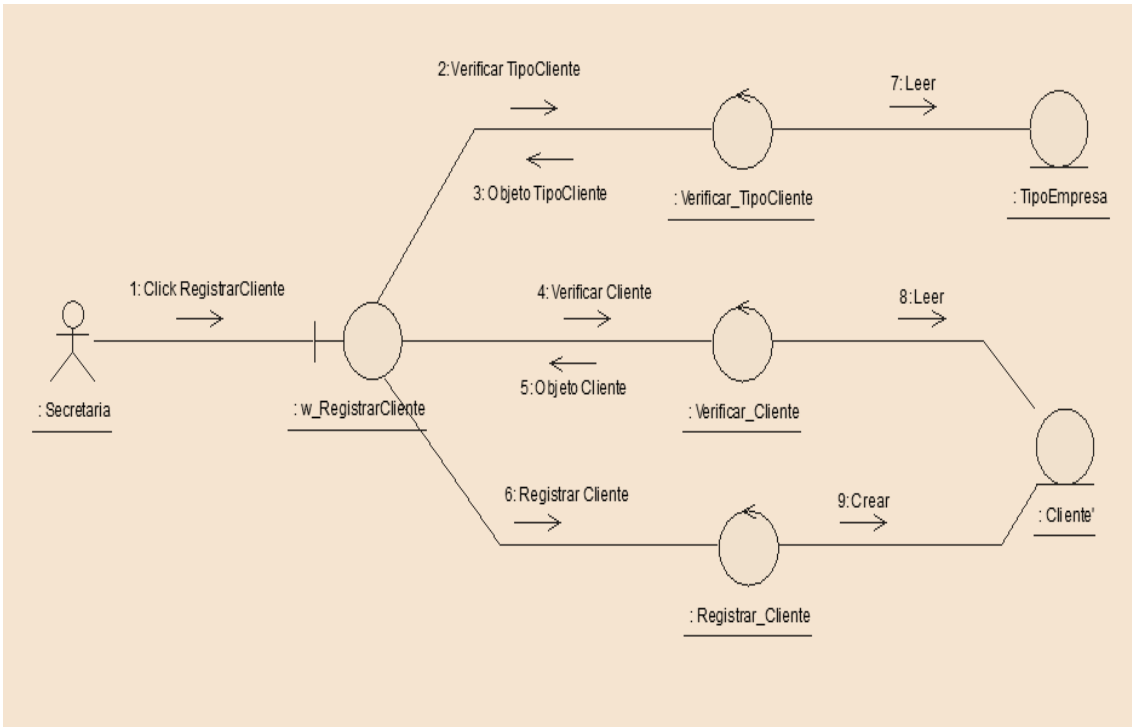 2:Verificar TipoCliente
7:Leer
3: Objeto TipoCliente
: Verificar_TipoCliente
: TipoEmpresa
1: Click RegistrarCliente
4: Verificar Cliente
8:Leer
5:Objeto Cliente
: Secretaria
: w_RegistrarCliente
: Verificar_Cliente
6: Registrar Cliente
9:Crear
: Cliente'
: Registrar_Cliente